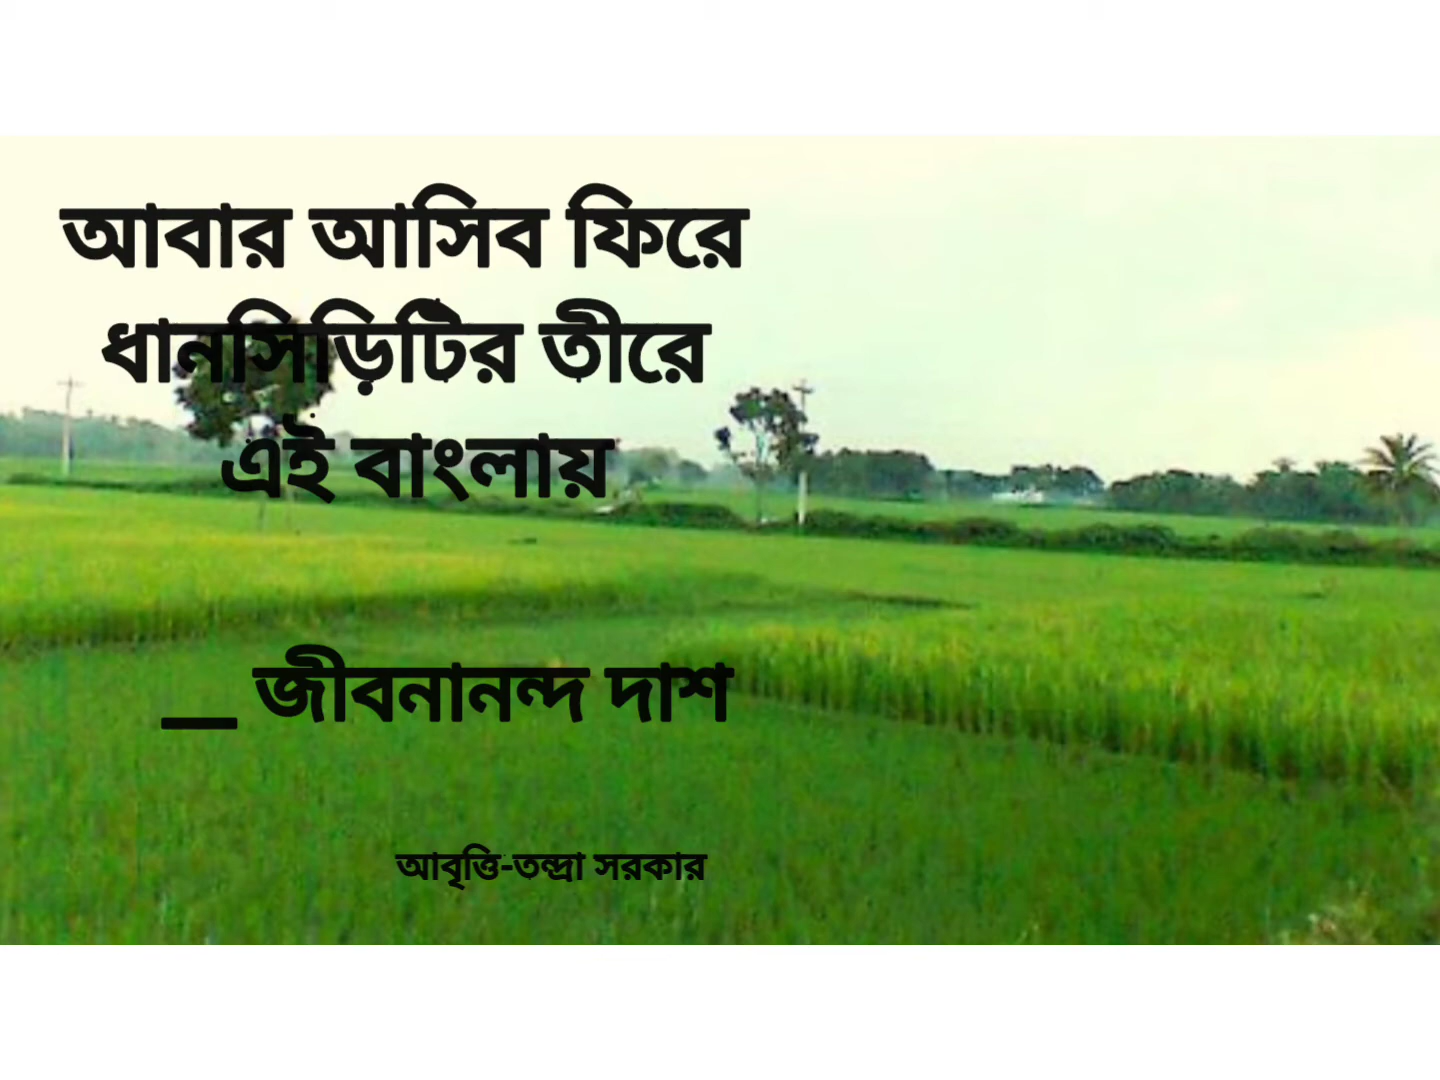 আবার আসিব ফিরে
ধানসিড়িটির তীরে
এই বাংলায়
__ জীবনানন্দ দাশ
আবৃত্তি-তন্দ্রা সরকার